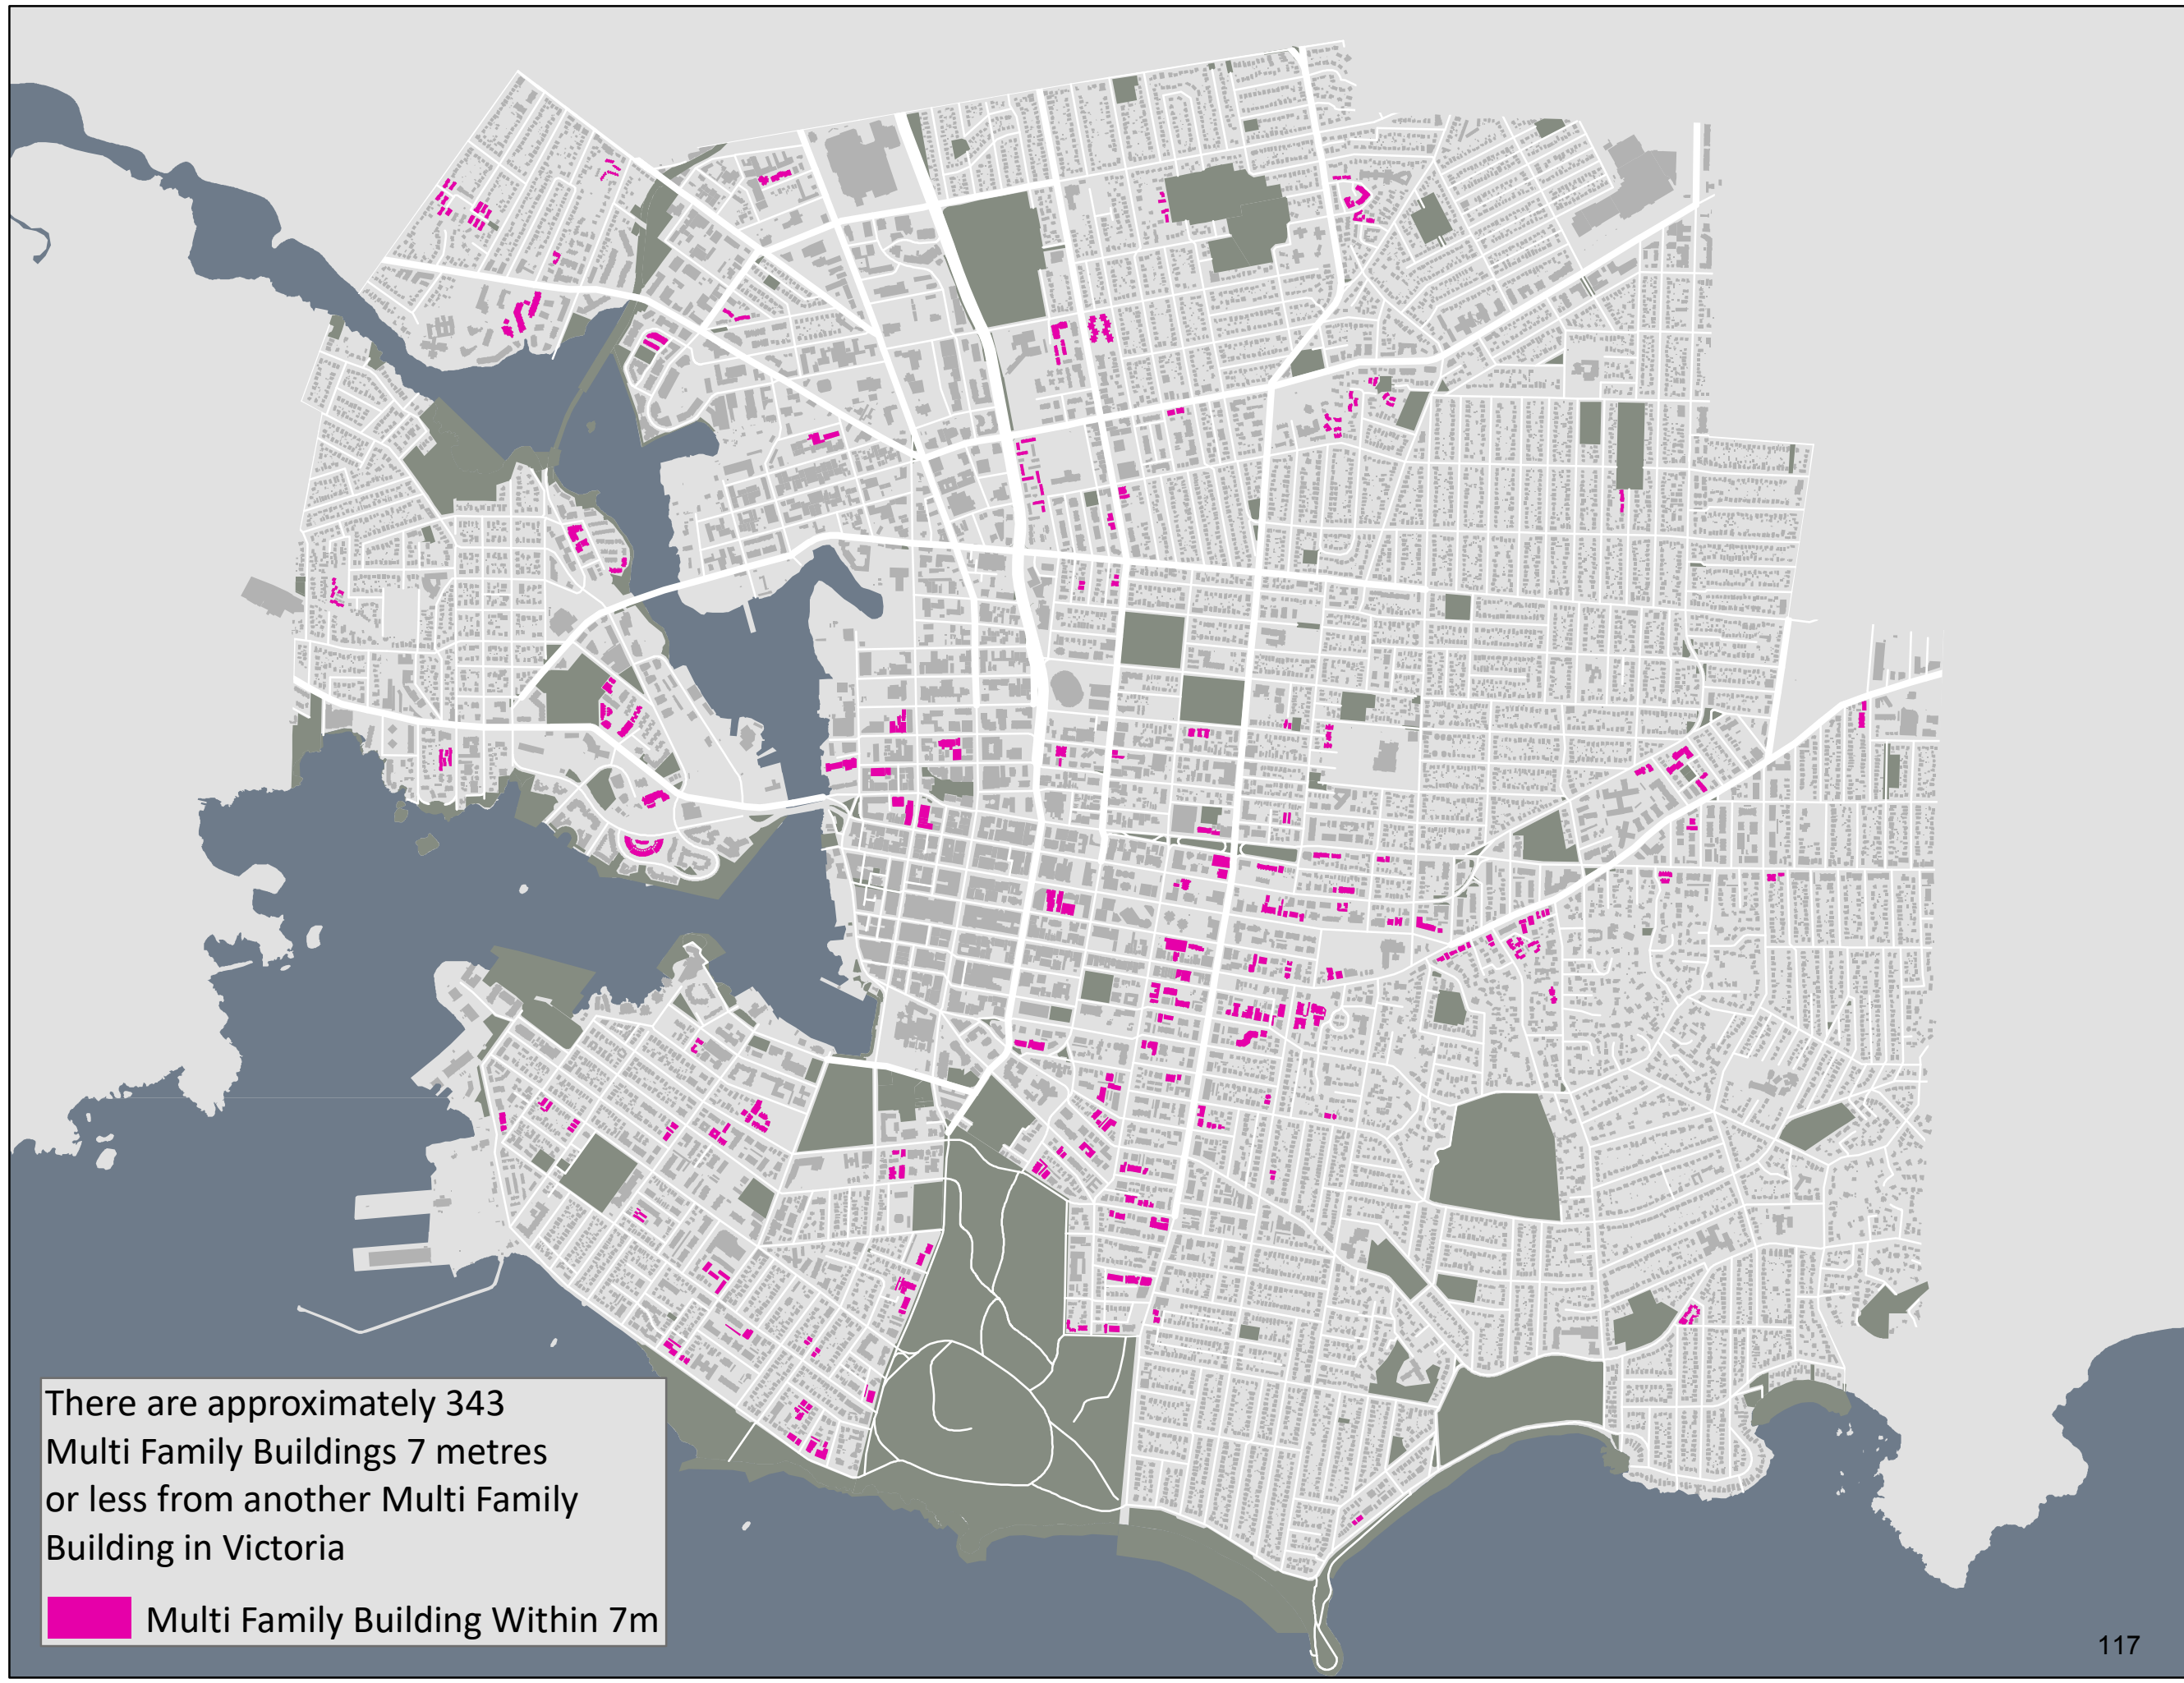 There are approximately 343
Multi Family Buildings 7 metres
or less from another Multi Family
Building in Victoria
Multi Family Building Within 7m
117